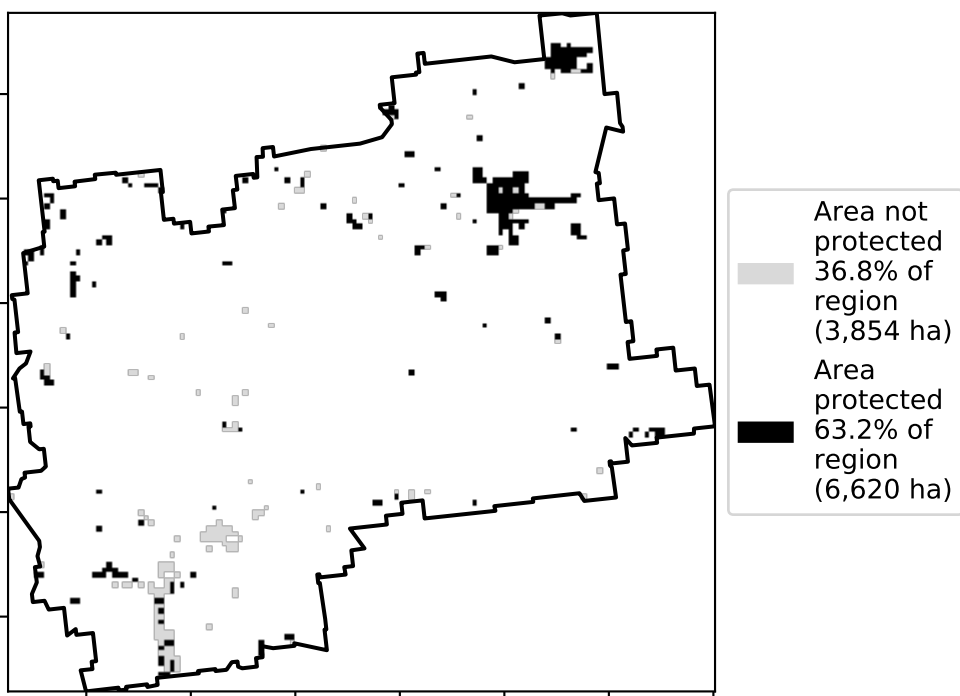 Area not
protected
36.8% of
region
(3,854 ha)
Area
protected
63.2% of
region
(6,620 ha)